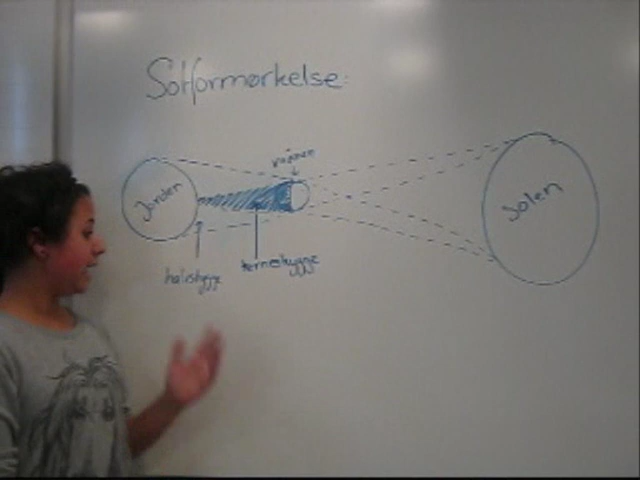 Solformørkelse
månen
Jorden
Solen
halvskygge
kerneskygge